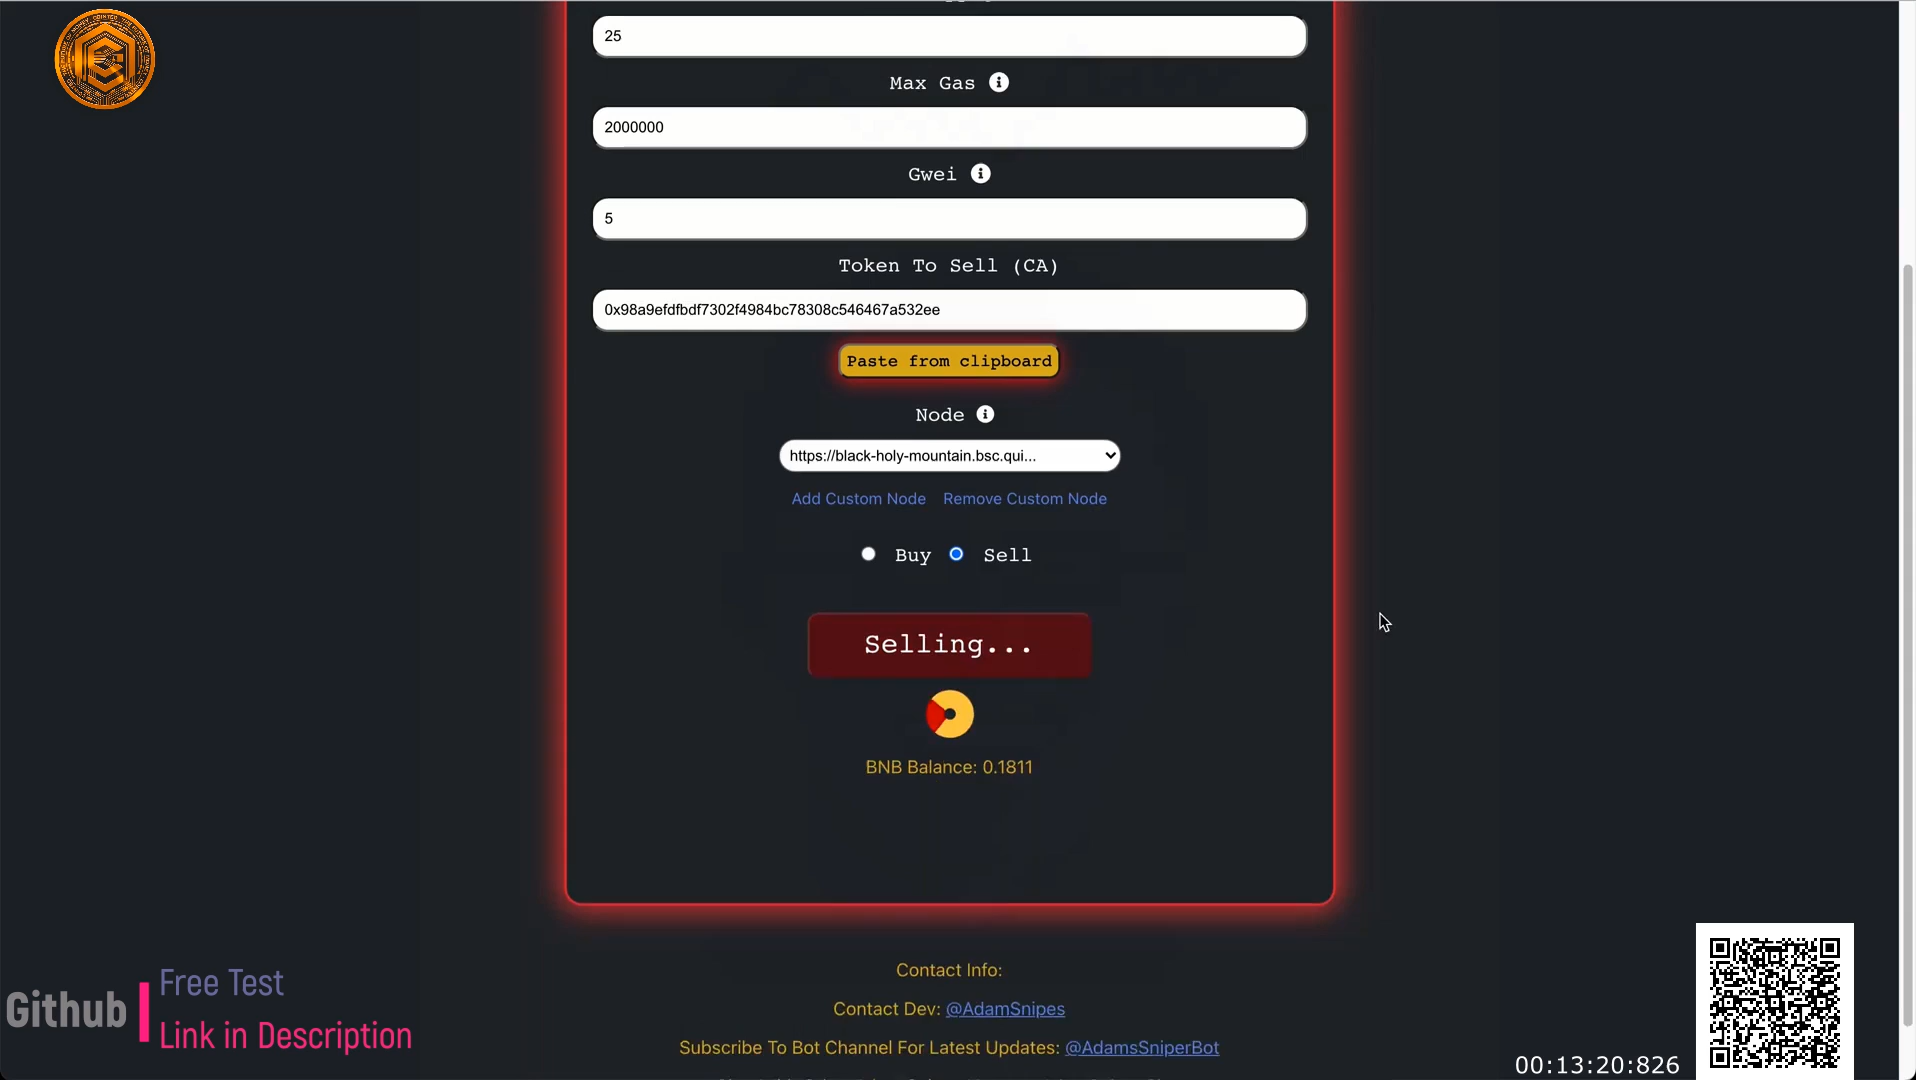 25
Max Gas
2000000
Gwei
5
Token To Sell (CA)
0x98a9efdfbdf7302f4984bc78308c546467a532ee
Paste from clipboard
Node
https://black-holy-mountain.bsc.qui...
Add Custom Node Remove Custom Node
Buy Sell
Selling...
BNB Balance: 0.1811
Contact Info:
Contact Dev: @AdamSnipes
Subscribe To Bot Channel For Latest Updates: @AdamsSniperBot
Github
Free Test
Link in Description
00:13:20:826